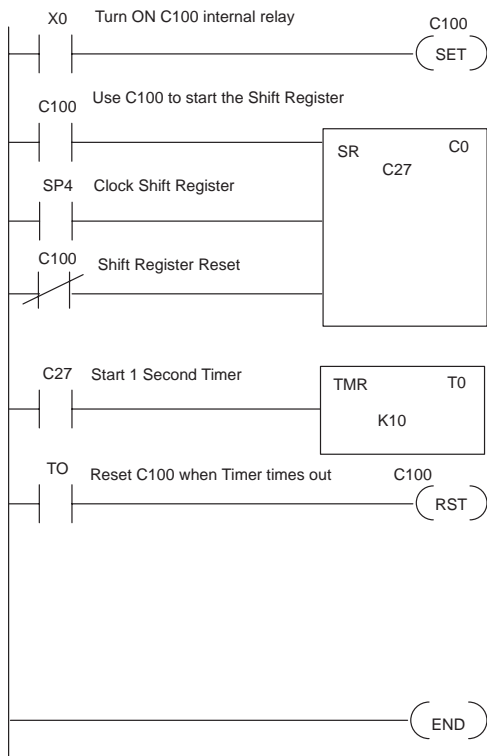 X0 Turn ON C100 internal relay C100
SET
C100 Use C100 to start the Shift Register
SR C0
C27
SP4 Clock Shift Register
C100 Shift Register Reset
C27 Start 1 Second Timer
TMR T0
K10
TO Reset C100 when Timer times out C100
RST
END